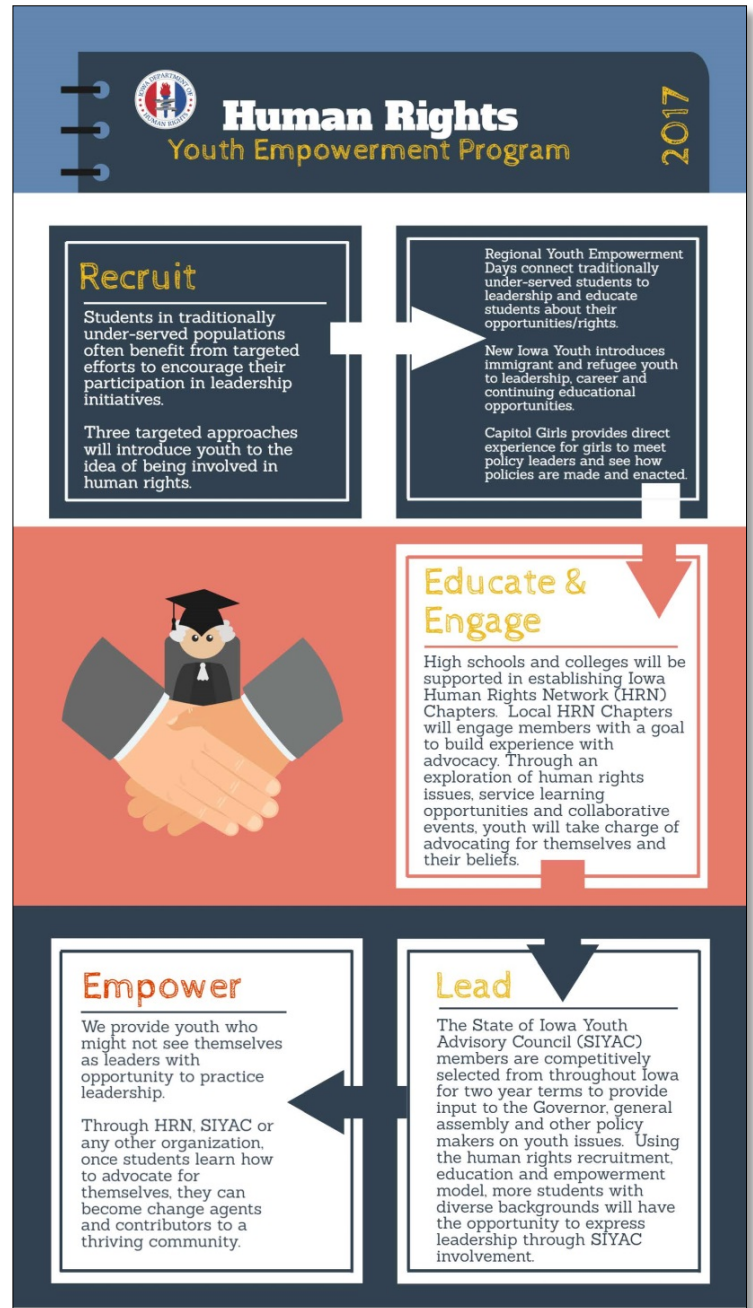 IOWA DEPARTMENT OF
HUMAN RIGHTS
Human Rights
Youth Empowerment Program
2017
Recruit
Students in traditionally
under-served populations
often benefit from targeted
efforts to encourage their
participation in leadership
initiatives.
Three targeted approaches
will introduce youth to the
idea of being involved in
human rights.
Regional Youth Empowerment
Days connect traditionally
under-served students to
leadership and educate
students about their
opportunities/rights.
New Iowa Youth introduces
immigrant and refugee youth
to leadership, career and
continuing educational
opportunities.
Capitol Girls provides direct
experience for girls to meet
policy leaders and see how
policies are made and enacted.
Educate &
Engage
High schools and colleges will be
supported in establishing Iowa
Human Rights Network (HRN)
Chapters. Local HRN Chapters
will engage members with a goal
to build experience with
advocacy. Through an
exploration of human rights
issues, service learning
opportunities and collaborative
events, youth will take charge of
advocating for themselves and
their beliefs.
Lead
The State of Iowa Youth
Advisory Council (SIYAC)
members are competitively
selected from throughout Iowa
for two year terms to provide
input to the Governor, general
assembly and other policy
makers on youth issues. Using
the human rights recruitment,
education and empowerment
model, more students with
diverse backgrounds will have
the opportunity to express
leadership through SIYAC
involvement.
Empower
We provide youth who
might not see themselves
as leaders with
opportunity to practice
leadership.
Through HRN, SIYAC or
any other organization,
once students learn how
to advocate for
themselves, they can
become change agents
and contributors to a
thriving community.